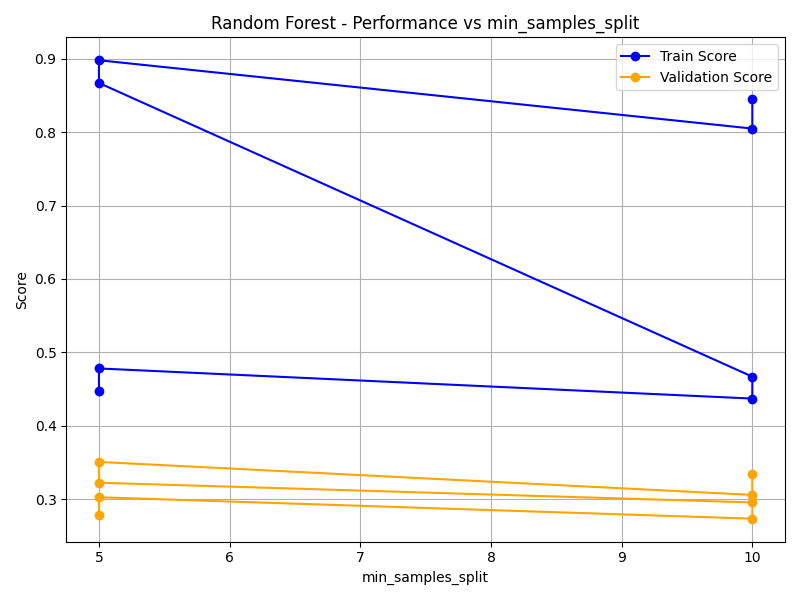 Random Forest - Performance vs min_samples_split
Train Score
Validation Score
Score
0.9
0.8
0.7
0.6
0.5
0.4
0.3
5 6 7 8 9 10
min_samples_split